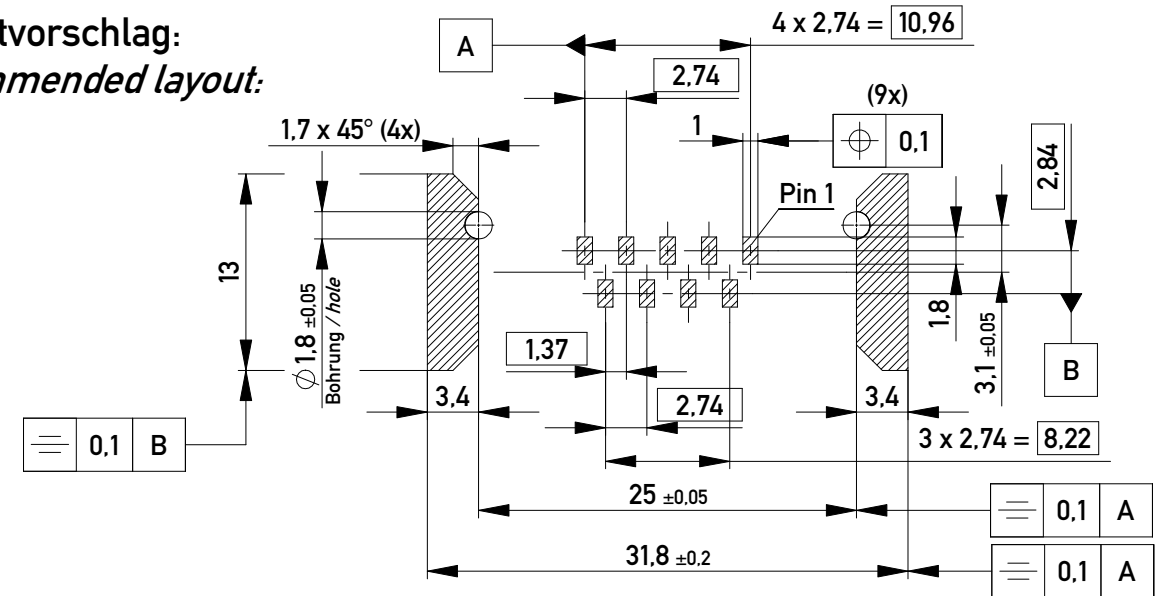 tvorschlag:
nmended layout:
A
4 x 2,74 = 10,96
2,74
(9x)
1,7 x 45° (4x)
1
⌖ 0,1
2,84
Pin 1
13
⌀ 1,8 ±0,05
Bohrung / hole
1,8
3,1 ±0,05
1,37
B
3,4
2,74
3,4
⌯ 0,1 B
3 x 2,74 = 8,22
25 ±0,05
⌯ 0,1 A
31,8 ±0,2
⌯ 0,1 A